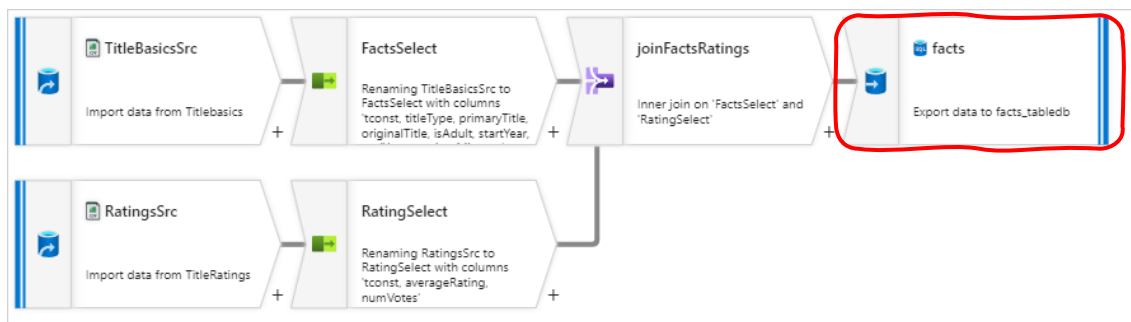 TitleBasicsSrc
Import data from Titlebasics
+
FactsSelect
Renaming TitleBasicsSrc to
FactsSelect with columns
'tconst, titleType, primaryTitle,
originalTitle, isAdult, startYear,
+
joinFactsRatings
Inner join on 'FactsSelect' and
'RatingSelect'
+
SQL
facts
Export data to facts_tabledb
RatingsSrc
Import data from TitleRatings
+
RatingSelect
Renaming RatingsSrc to
RatingSelect with columns
'tconst, averageRating,
numVotes'
+